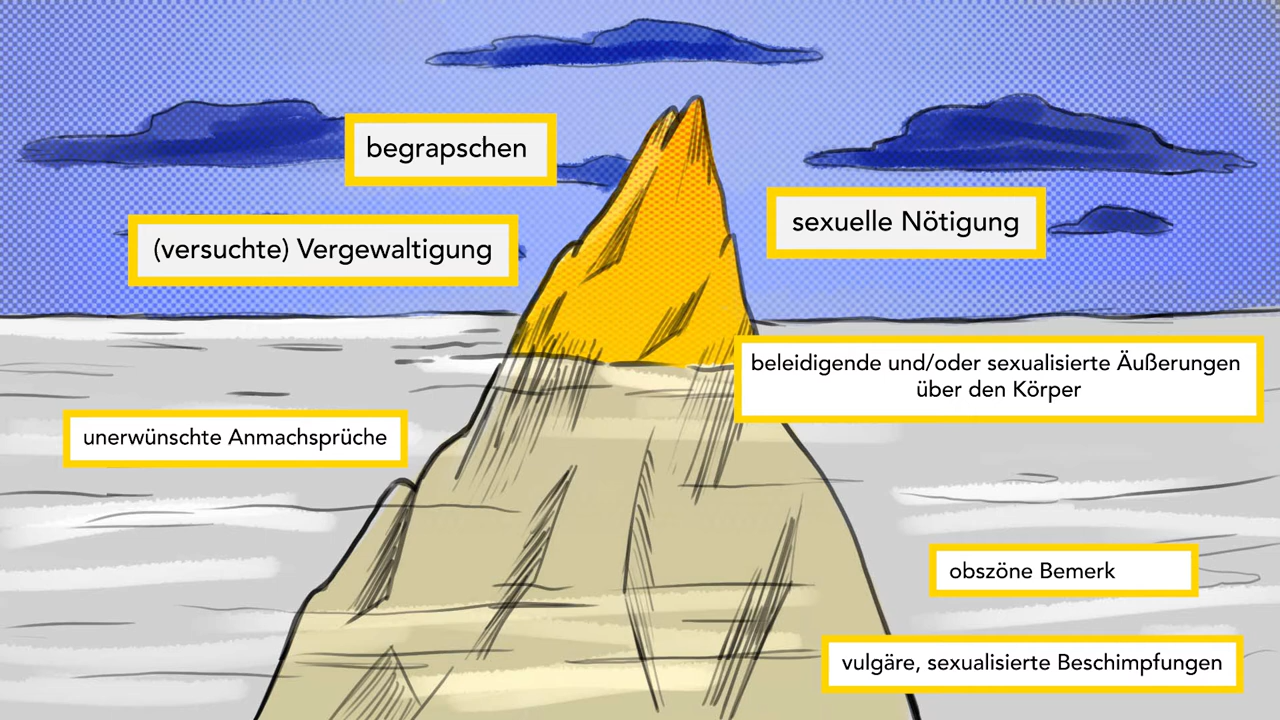 begrapschen
sexuelle Nötigung
(versuchte) Vergewaltigung
beleidigende und/oder sexualisierte Äußerungen
über den Körper
unerwünschte Anmachsprüche
obszöne Bemerk
vulgäre, sexualisierte Beschimpfungen